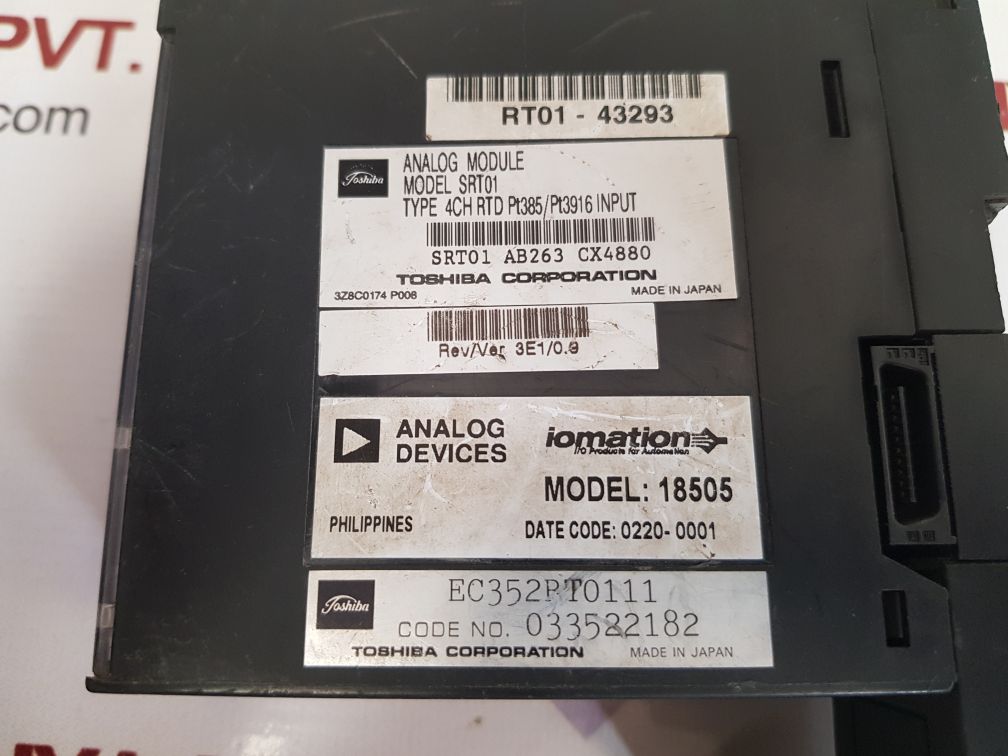 PVT.
com
RT01 - 43293
Toshiba
ANALOG MODULE
MODEL SRT01
TYPE 4CH RTD Pt385/Pt3916 INPUT
SRT01 AB263 CX4880
TOSHIBA CORPORATION
3Z8C0174 P006
MADE IN JAPAN
Rev/Ver 3E1/0.9
ANALOG
DEVICES
iomation
I/O Products for Automation
MODEL: 18505
PHILIPPINES
DATE CODE: 0220-0001
Toshiba
EC352RT0111
CODE NO. 033522182
TOSHIBA CORPORATION
MADE IN JAPAN